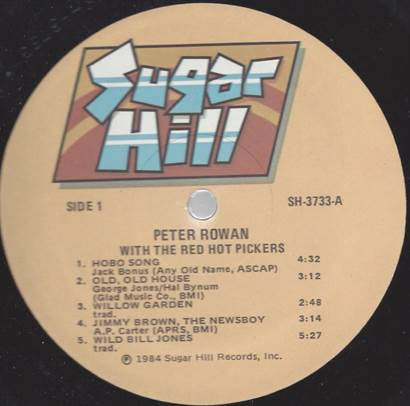 Sugar
Hill
SIDE 1
SH-3733-A
PETER ROWAN
WITH THE RED HOT PICKERS
1. HOBO SONG 4:32
Jack Bonus (Any Old Name, ASCAP)
2. OLD, OLD HOUSE 3:12
George Jones/Hal Bynum
(Glad Music Co., BMI)
3. WILLOW GARDEN 2:48
trad.
4. JIMMY BROWN, THE NEWSBOY 3:14
A.P. Carter (APRS, BMI)
5. WILD BILL JONES 5:27
trad.
Ⓟ 1984 Sugar Hill Records, Inc.